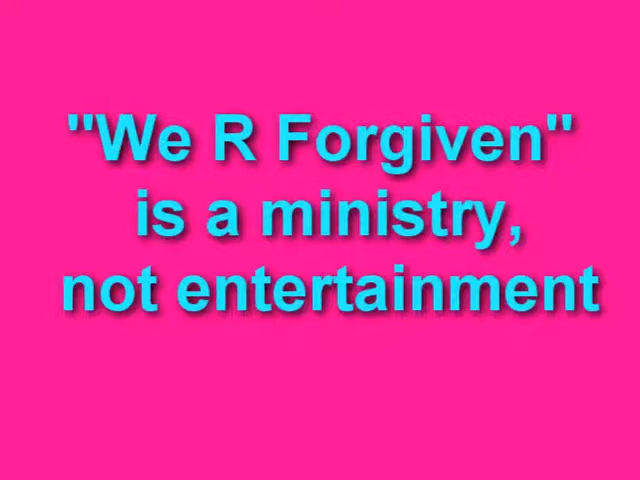 "We R Forgiven"
is a ministry,
not entertainment